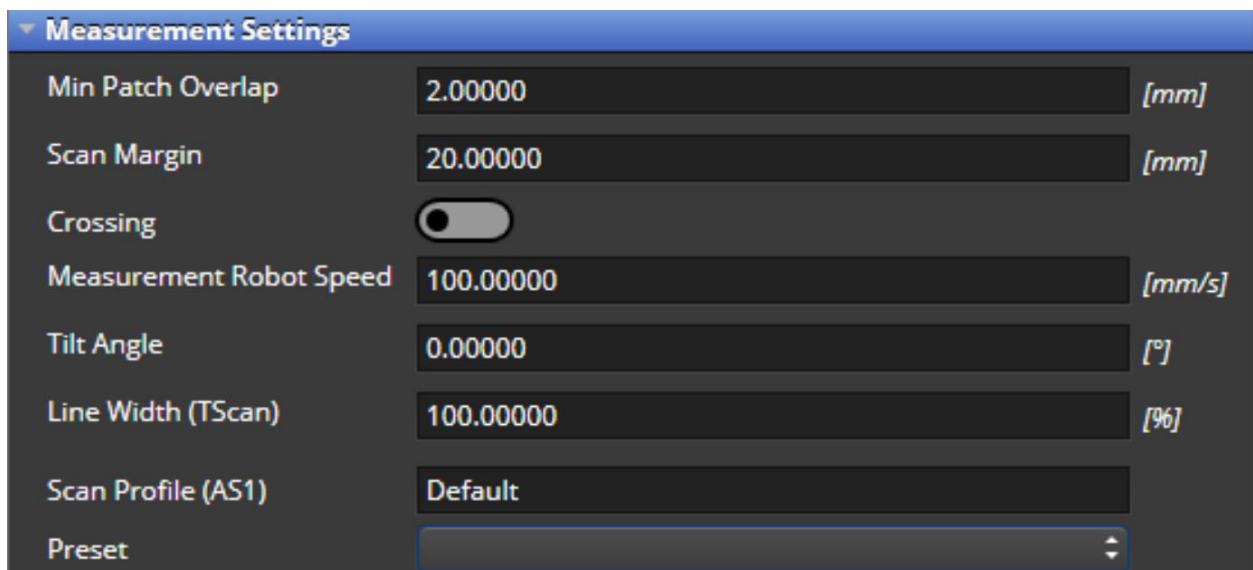 Measurement Settings
Min Patch Overlap 2.00000 [mm]
Scan Margin 20.00000 [mm]
Crossing
Measurement Robot Speed 100.00000 [mm/s]
Tilt Angle 0.00000 [°]
Line Width (TScan) 100.00000 [%]
Scan Profile (AS1) Default
Preset